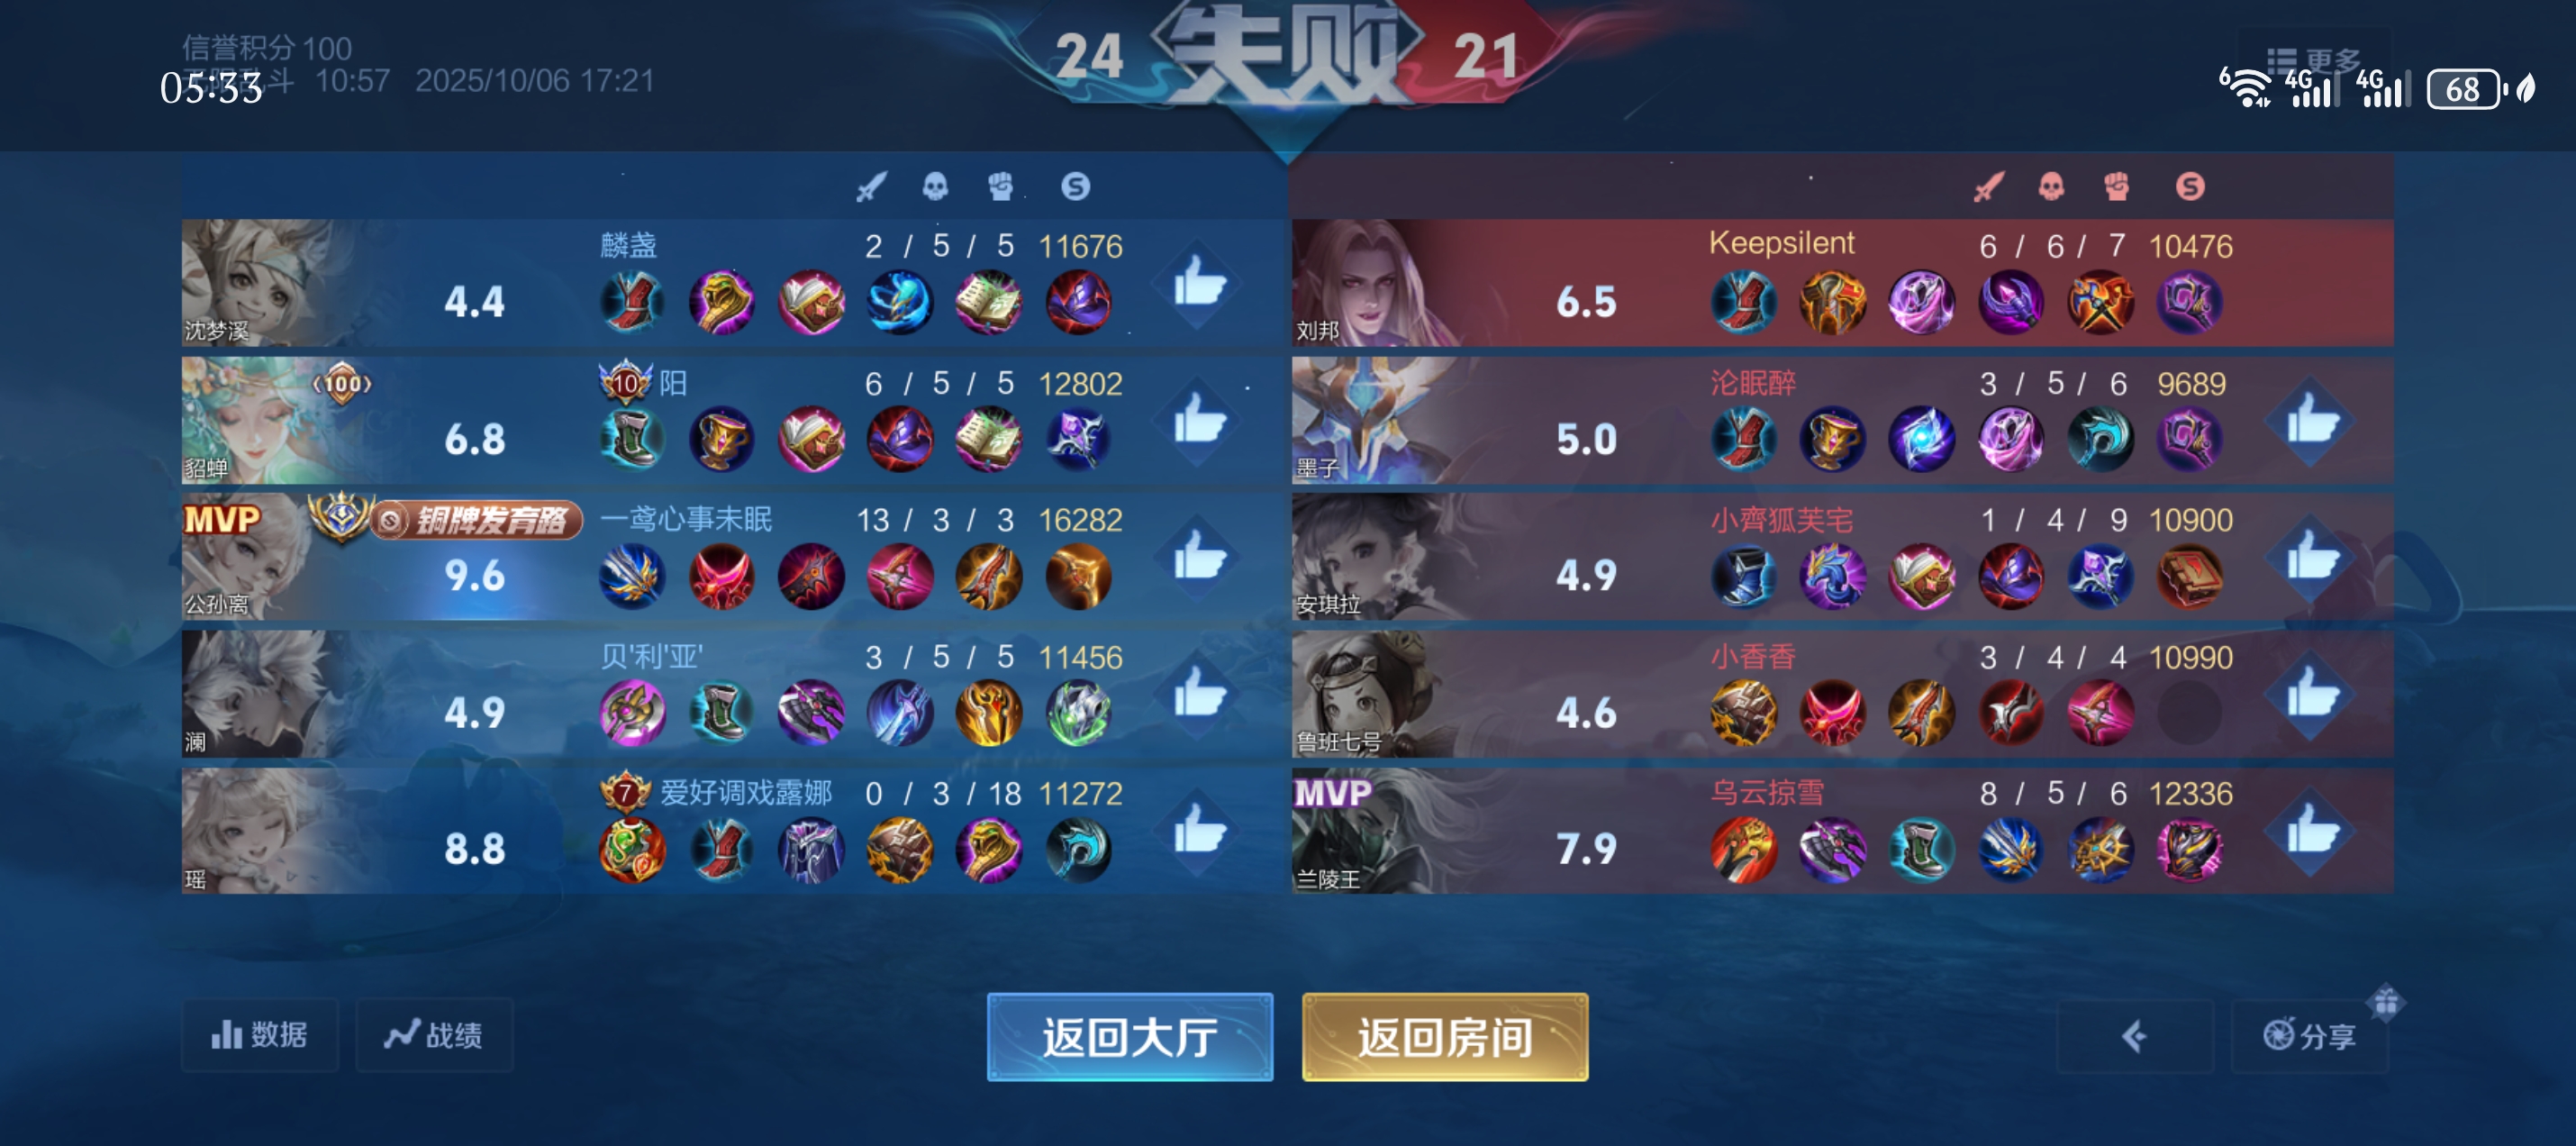 信誉积分 100
05:33
无限乱斗 10:57 2025/10/06 17:21
24 失败 21
更多
6 4G 4G 68
沈梦溪 4.4 麟盏 2 / 5 / 5 11676
刘邦 6.5 Keepsilent 6 / 6 / 7 10476
貂蝉 100 6.8 10 阳 6 / 5 / 5 12802
墨子 5.0 沦眠醉 3 / 5 / 6 9689
MVP 公孙离 铜牌发育路 9.6 一鸢心事未眠 13 / 3 / 3 16282
安琪拉 4.9 小齊狐芙宅 1 / 4 / 9 10900
澜 4.9 贝'利'亚' 3 / 5 / 5 11456
鲁班七号 4.6 小香香 3 / 4 / 4 10990
瑶 8.8 7 爱好调戏露娜 0 / 3 / 18 11272
MVP 兰陵王 7.9 乌云掠雪 8 / 5 / 6 12336
数据 战绩 返回大厅 返回房间 分享